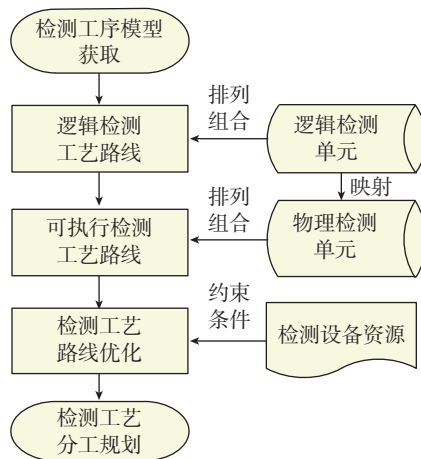 检测工序模型
获取
排列
组合
逻辑检测
工艺路线
逻辑检测
单元
映射
排列
组合
可执行检测
工艺路线
物理检测
单元
约束
条件
检测工艺
路线优化
检测设备资源
检测工艺
分工规划